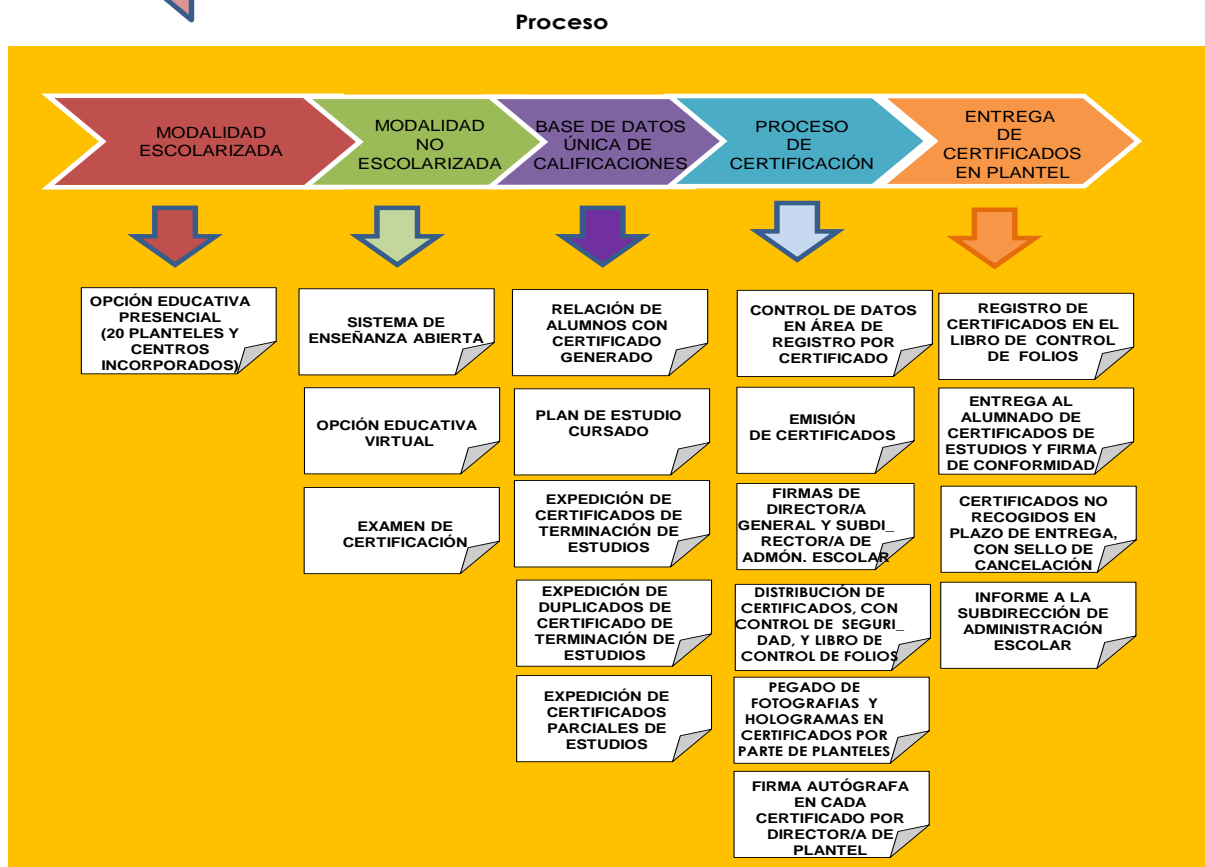 Proceso
MODALIDAD
ESCOLARIZADA
MODALIDAD
NO
ESCOLARIZADA
BASE DE DATOS
ÚNICA DE
CALIFICACIONES
PROCESO
DE
CERTIFICACIÓN
ENTREGA
DE
CERTIFICADOS
EN PLANTEL
OPCIÓN EDUCATIVA
PRESENCIAL
(20 PLANTELES Y
CENTROS
INCORPORADOS)
SISTEMA DE
ENSEÑANZA ABIERTA
OPCIÓN EDUCATIVA
VIRTUAL
EXAMEN DE
CERTIFICACIÓN
RELACIÓN DE
ALUMNOS CON
CERTIFICADO
GENERADO
PLAN DE ESTUDIO
CURSADO
EXPEDICIÓN DE
CERTIFICADOS DE
TERMINACIÓN DE
ESTUDIOS
EXPEDICIÓN DE
DUPLICADOS DE
CERTIFICADO DE
TERMINACIÓN DE
ESTUDIOS
EXPEDICIÓN DE
CERTIFICADOS
PARCIALES DE
ESTUDIOS
CONTROL DE DATOS
EN ÁREA DE
REGISTRO POR
CERTIFICADO
EMISIÓN
DE CERTIFICADOS
FIRMAS DE
DIRECTOR/A
GENERAL Y SUBDI_
RECTOR/A DE
ADMÓN. ESCOLAR
DISTRIBUCIÓN DE
CERTIFICADOS, CON
CONTROL DE SEGURI_
DAD, Y LIBRO DE
CONTROL DE FOLIOS
PEGADO DE
FOTOGRAFIAS Y
HOLOGRAMAS EN
CERTIFICADOS POR
PARTE DE PLANTELES
FIRMA AUTÓGRAFA
EN CADA
CERTIFICADO POR
DIRECTOR/A DE
PLANTEL
REGISTRO DE
CERTIFICADOS EN EL
LIBRO DE CONTROL
DE FOLIOS
ENTREGA AL
ALUMNADO DE
CERTIFICADOS DE
ESTUDIOS Y FIRMA
DE CONFORMIDAD
CERTIFICADOS NO
RECOGIDOS EN
PLAZO DE ENTREGA,
CON SELLO DE
CANCELACIÓN
INFORME A LA
SUBDIRECCIÓN DE
ADMINISTRACIÓN
ESCOLAR